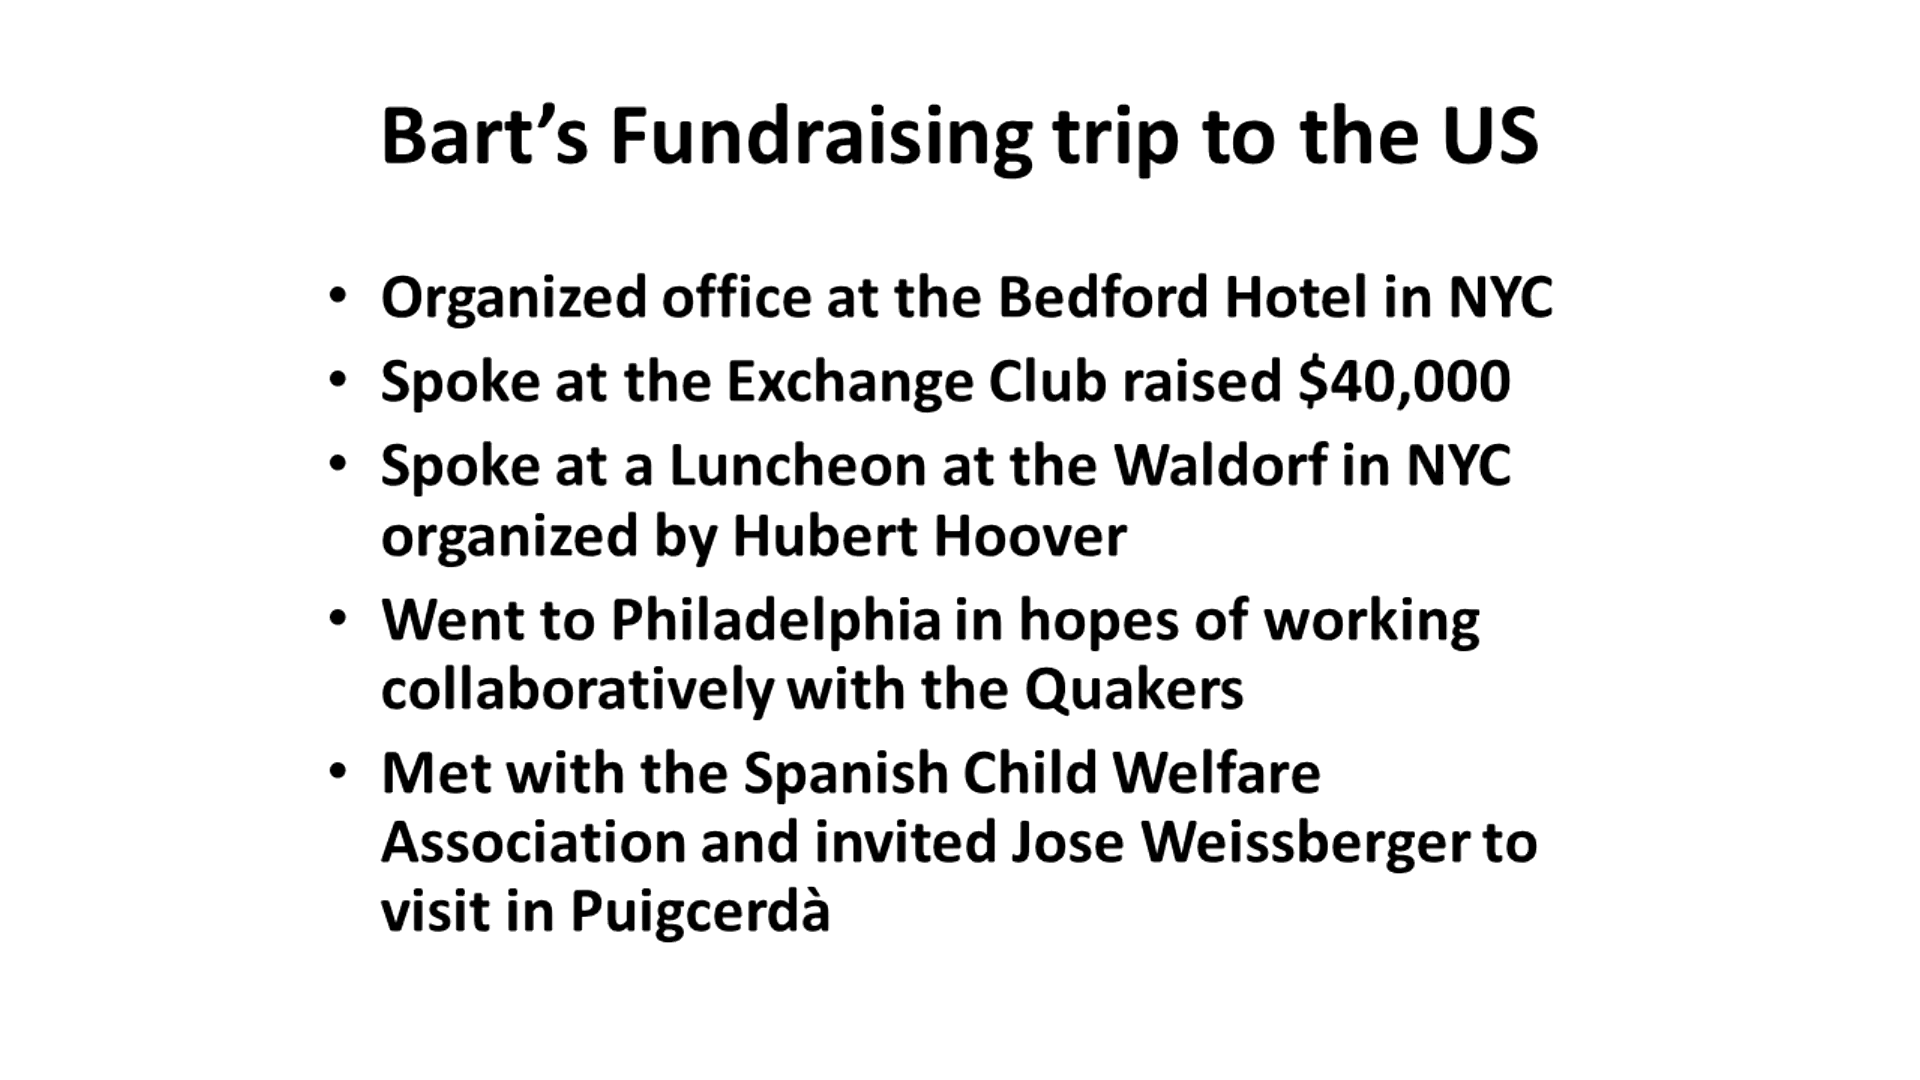 Bart’s Fundraising trip to the US
• Organized office at the Bedford Hotel in NYC
• Spoke at the Exchange Club raised $40,000
• Spoke at a Luncheon at the Waldorf in NYC
organized by Hubert Hoover
• Went to Philadelphia in hopes of working
collaboratively with the Quakers
• Met with the Spanish Child Welfare
Association and invited Jose Weissberger to
visit in Puigcerdà